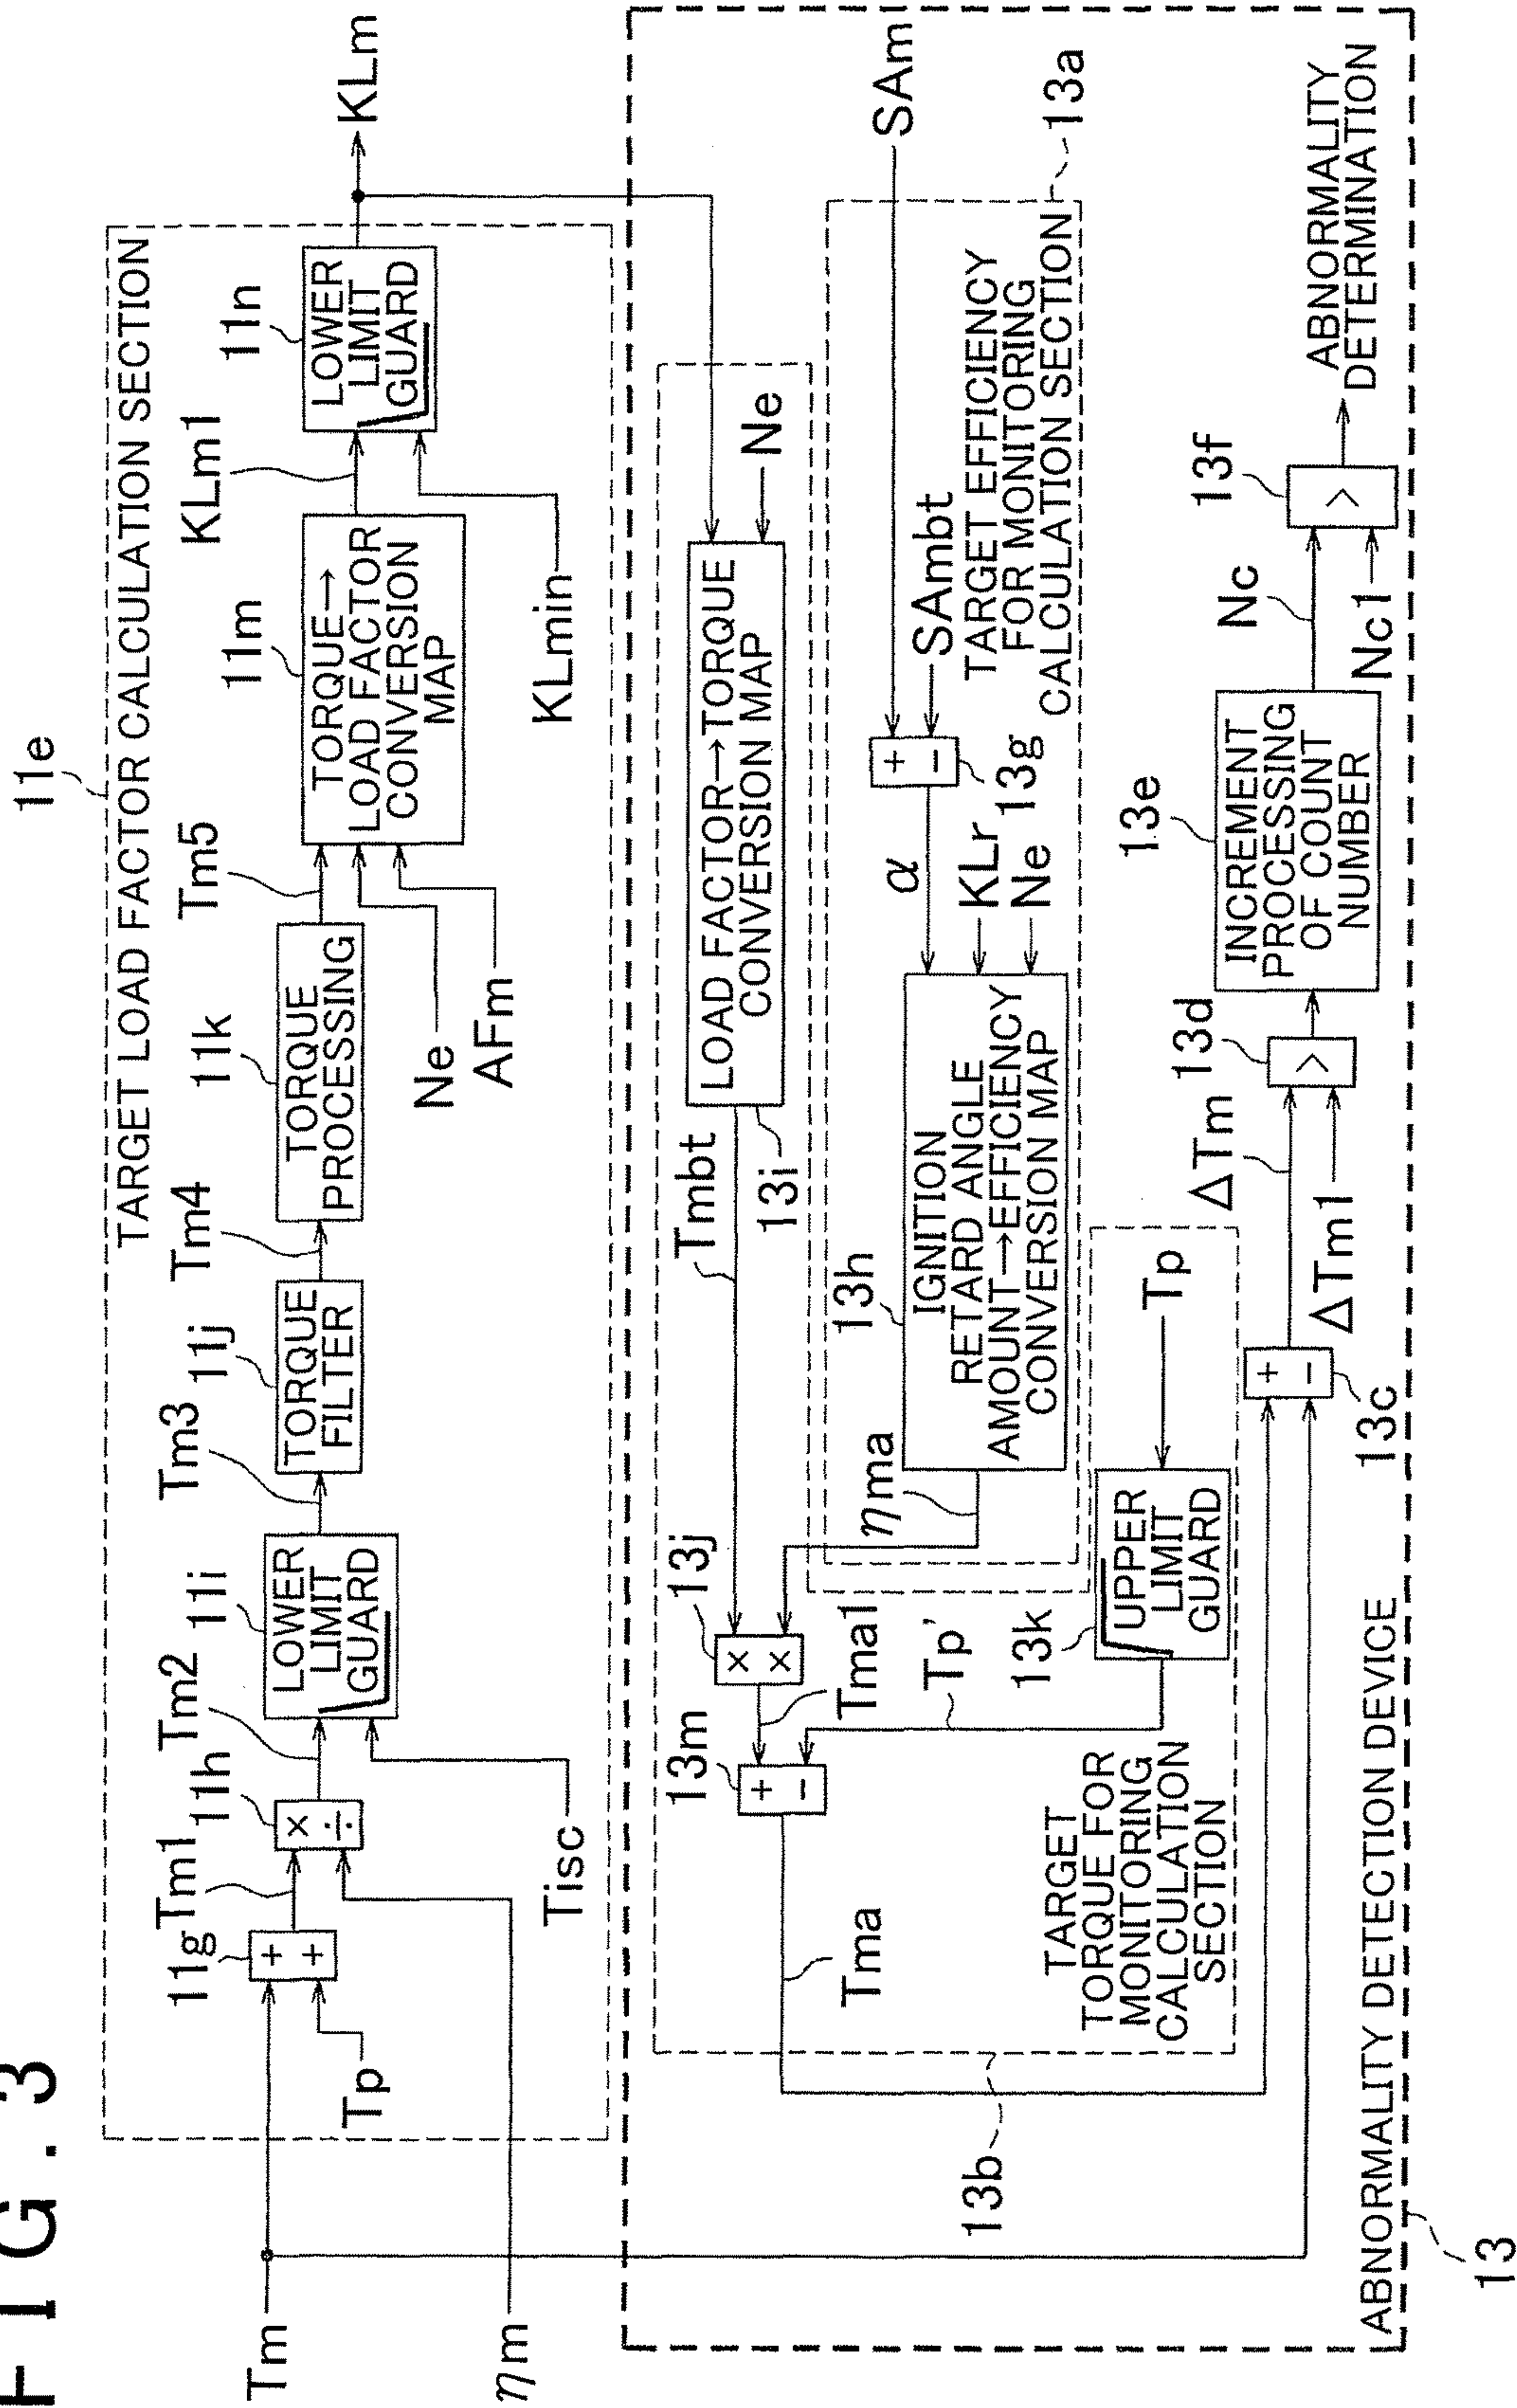 FIG. 3
11e
TARGET LOAD FACTOR CALCULATION SECTION
Tm
ηm
Tp
11g
+
+
Tm1
11h
×
÷
Tm2
Tisc
11i
LOWER
LIMIT
GUARD
Tm3
11j
TORQUE
FILTER
Tm4
11k
TORQUE
PROCESSING
Tm5
Ne
AFm
11m
TORQUE→
LOAD FACTOR
CONVERSION
MAP
KLm1
KLmin
11n
LOWER
LIMIT
GUARD
KLm
13b
TARGET
TORQUE FOR
MONITORING
CALCULATION
SECTION
Tma
13m
+
−
Tma1
13j
×
×
Tmbt
13i
LOAD FACTOR→TORQUE
CONVERSION MAP
Ne
Tp'
13k
UPPER
LIMIT
GUARD
Tp
ηma
13h
IGNITION
RETARD ANGLE
AMOUNT→EFFICIENCY
CONVERSION MAP
α
KLr
Ne
13g
+
−
SAmbt
SAm
TARGET EFFICIENCY
FOR MONITORING
CALCULATION SECTION
13a
13c
+
−
ΔTm
ΔTm1
13d
>
13e
INCREMENT
PROCESSING
OF COUNT
NUMBER
Nc
Nc1
13f
>
ABNORMALITY
DETERMINATION
ABNORMALITY DETECTION DEVICE
13